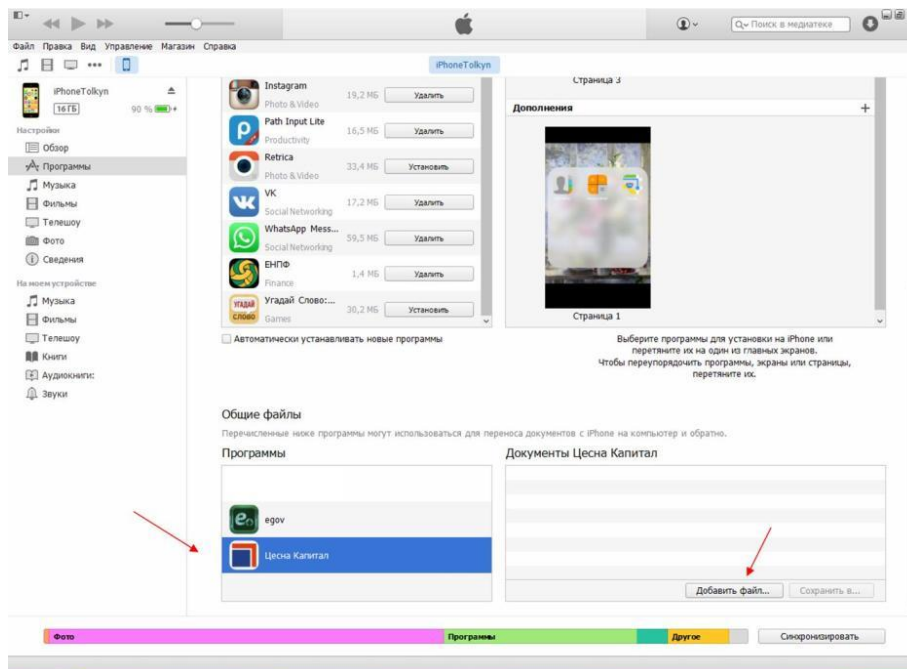 Поиск в медиатеке
Файл Правка Вид Управление Магазин Справка
iPhoneTolkyn
iPhoneTolkyn
16 ГБ 90 %
Настройки
Обзор
Программы
Музыка
Фильмы
Телешоу
Фото
Сведения
На моем устройстве
Музыка
Фильмы
Телешоу
Книги
Аудиокниги:
Звуки
Instagram
Photo & Video
19,2 МБ Удалить
Path Input Lite
Productivity
16,5 МБ Удалить
Retrica
Photo & Video
33,4 МБ Установить
VK
Social Networking
17,2 МБ Удалить
WhatsApp Mess...
Social Networking
59,5 МБ Удалить
ЕНПФ
Finance
1,4 МБ Удалить
УГАДАЙ
СЛОВО
Угадай Слово:...
Games
30,2 МБ Установить
Автоматически устанавливать новые программы
Страница 3
Дополнения
Страница 1
Выберите программы для установки на iPhone или
перетяните их на один из главных экранов.
Чтобы переупорядочить программы, экраны или страницы,
перетяните их.
Общие файлы
Перечисленные ниже программы могут использоваться для переноса документов с iPhone на компьютер и обратно.
Программы
egov
Цесна Капитал
Документы Цесна Капитал
Добавить файл... Сохранить в...
Фото Программы Другое Синхронизировать